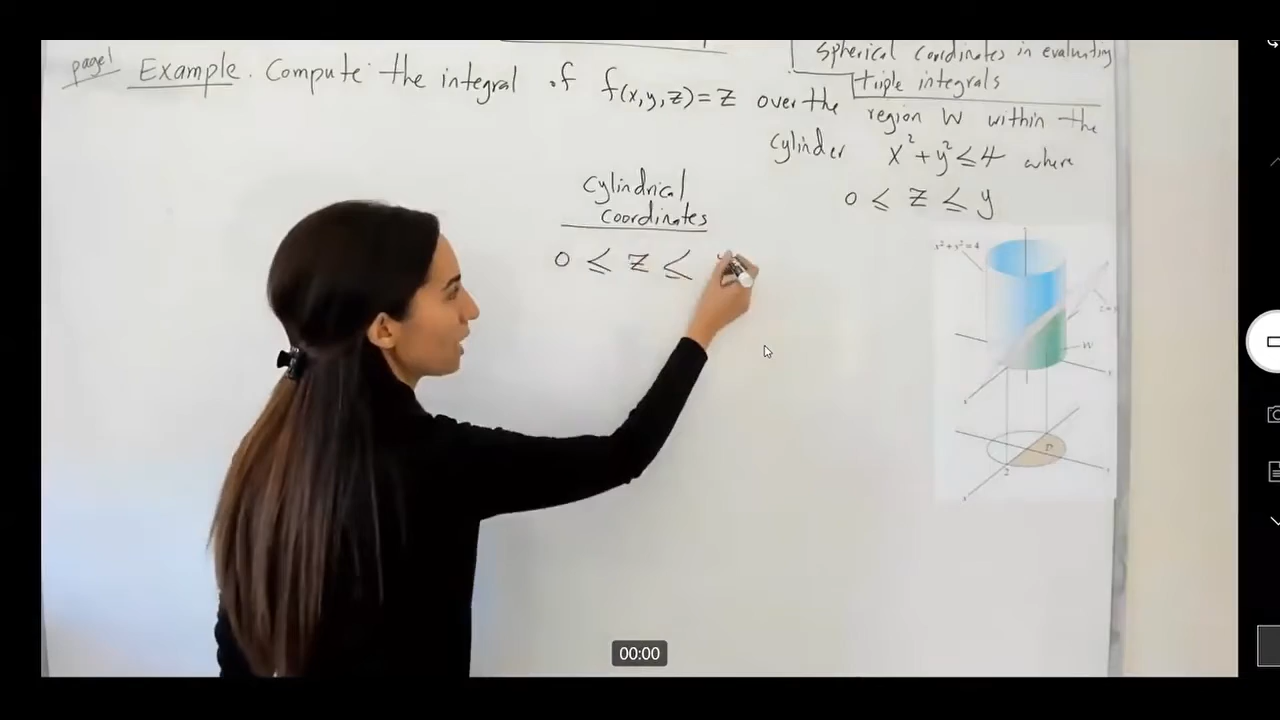 Spherical coordinates in evaluating
triple integrals
page1
Example. Compute the integral of f(x,y,z)=z over the
region W within the
cylinder x²+y²≤4 where
0 ≤ z ≤ y
Cylindrical
coordinates
0 ≤ z ≤
x² + y² = 4
W
D
2
00:00